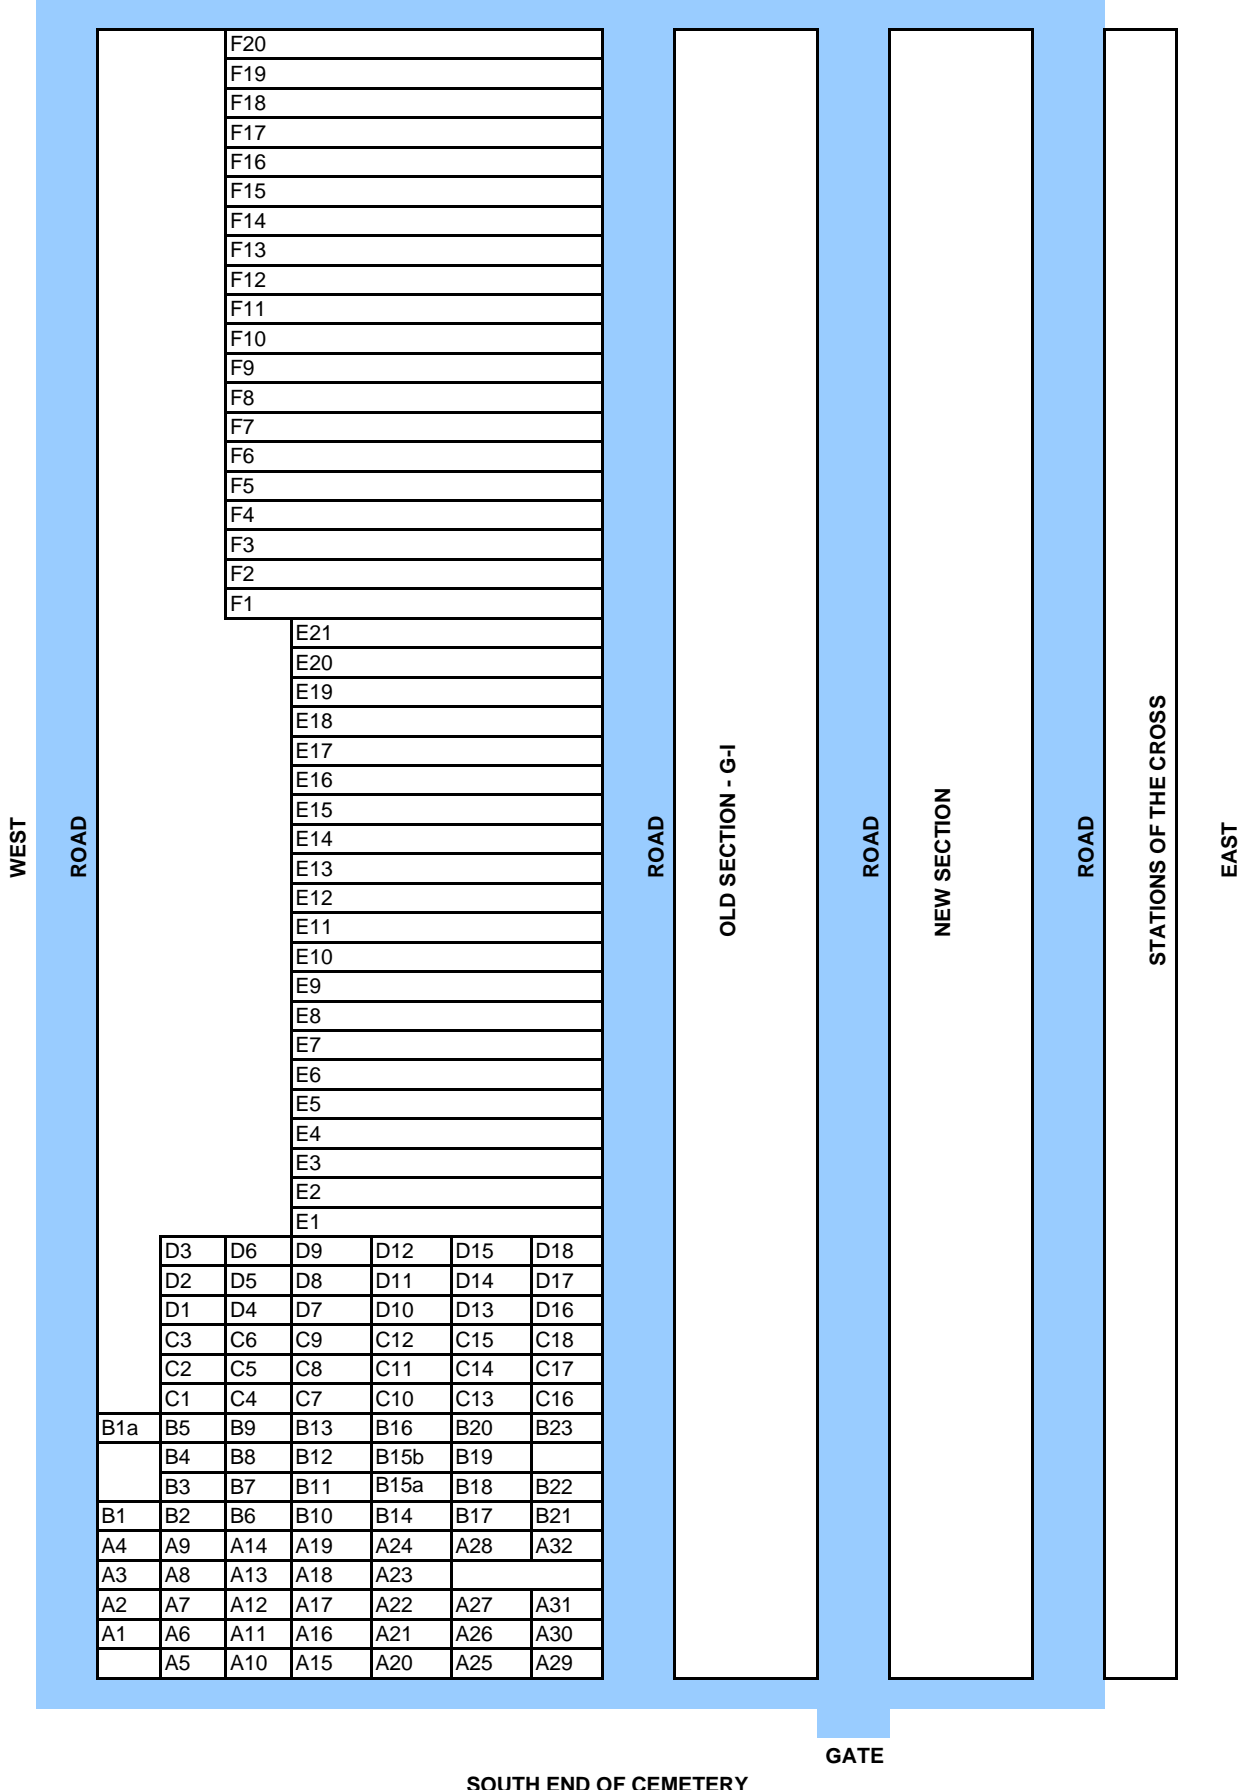 F20
F19
F18
F17
F16
F15
F14
F13
F12
F11
F10
F9
F8
F7
F6
F5
F4
F3
F2
F1
E21
E20
E19
E18
E17
E16
E15
E14
E13
E12
E11
E10
E9
E8
E7
E6
E5
E4
E3
E2
E1
D3 D6 D9 D12 D15 D18
D2 D5 D8 D11 D14 D17
D1 D4 D7 D10 D13 D16
C3 C6 C9 C12 C15 C18
C2 C5 C8 C11 C14 C17
C1 C4 C7 C10 C13 C16
B1a B5 B9 B13 B16 B20 B23
B4 B8 B12 B15b B19
B3 B7 B11 B15a B18 B22
B1 B2 B6 B10 B14 B17 B21
A4 A9 A14 A19 A24 A28 A32
A3 A8 A13 A18 A23
A2 A7 A12 A17 A22 A27 A31
A1 A6 A11 A16 A21 A26 A30
A5 A10 A15 A20 A25 A29
WEST
ROAD
ROAD
OLD SECTION - G-I
ROAD
NEW SECTION
ROAD
STATIONS OF THE CROSS
EAST
GATE
SOUTH END OF CEMETERY